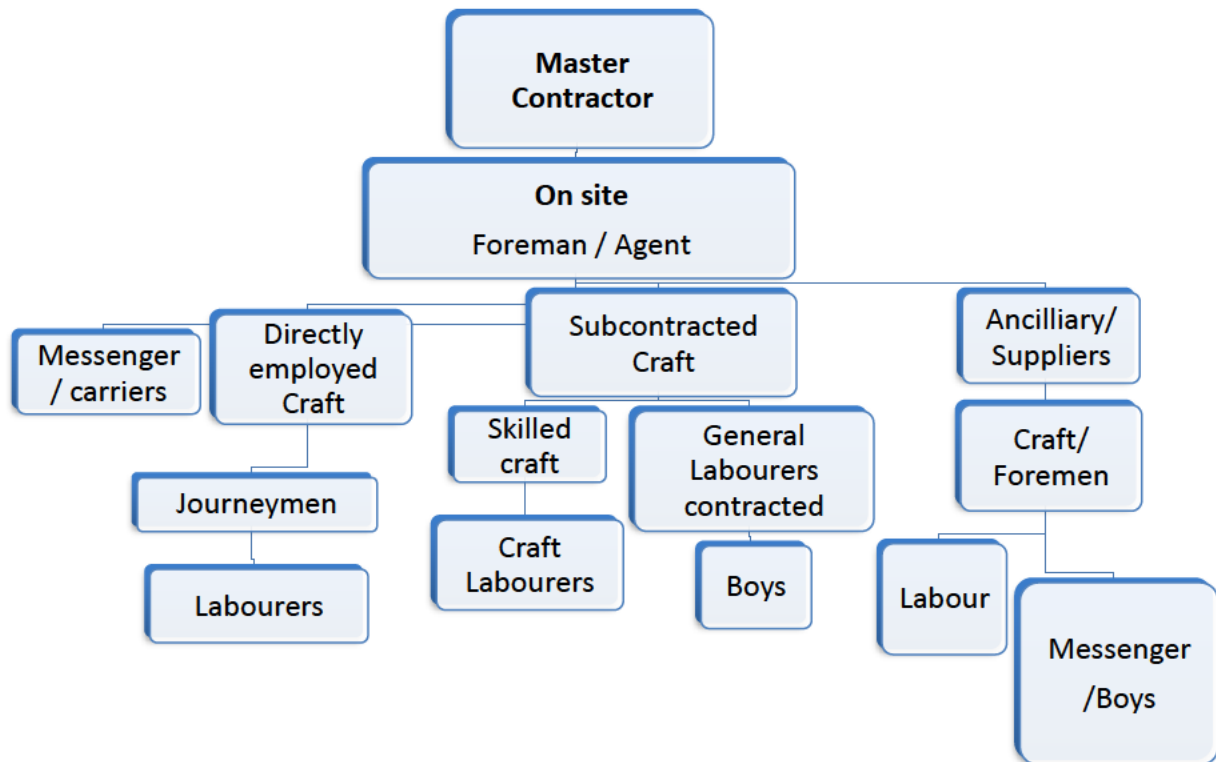 Master
Contractor
On site
Foreman / Agent
Messenger
/ carriers
Directly
employed
Craft
Subcontracted
Craft
Ancilliary/
Suppliers
Journeymen
Skilled
craft
General
Labourers
contracted
Craft/
Foremen
Labourers
Craft
Labourers
Boys
Labour
Messenger
/Boys